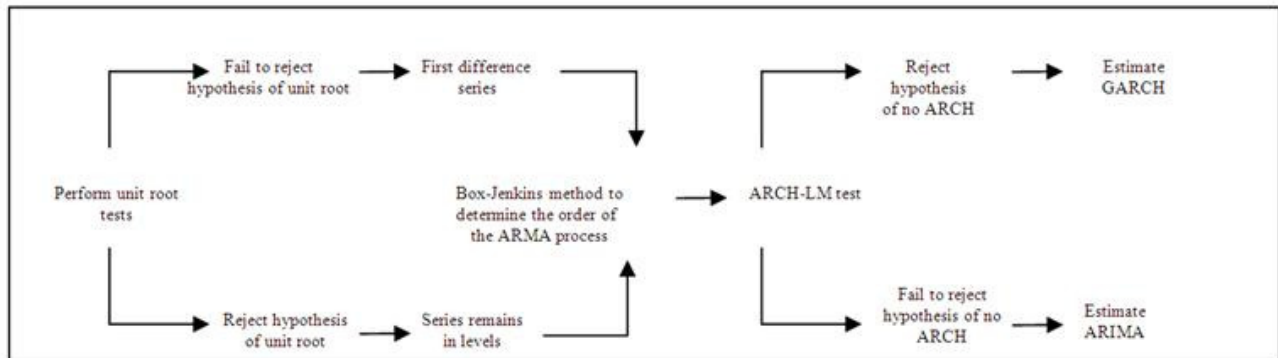 Fail to reject
hypothesis of unit root
First difference
series
Reject
hypothesis
of no ARCH
Estimate
GARCH
Perform unit root
tests
Box-Jenkins method to
determine the order of
the ARMA process
ARCH-LM test
Reject hypothesis
of unit root
Series remains
in levels
Fail to reject
hypothesis of no
ARCH
Estimate
ARIMA